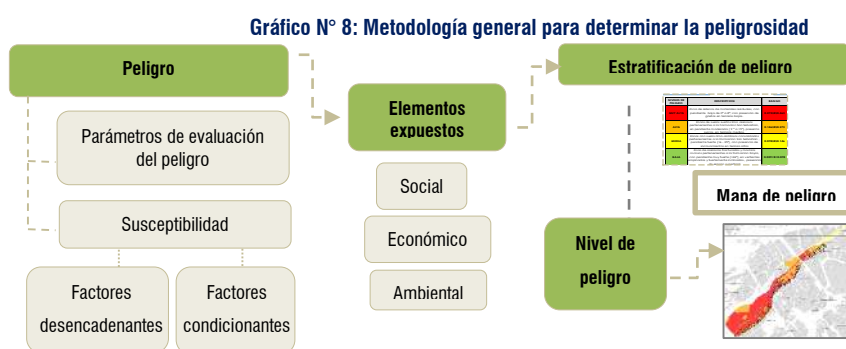 Gráfico N° 8: Metodología general para determinar la peligrosidad
Peligro
Parámetros de evaluación
del peligro
Susceptibilidad
Factores
desencadenantes
Factores
condicionantes
Elementos
expuestos
Social
Económico
Ambiental
Estratificación de peligro
Mapa de peligro
Nivel de
peligro